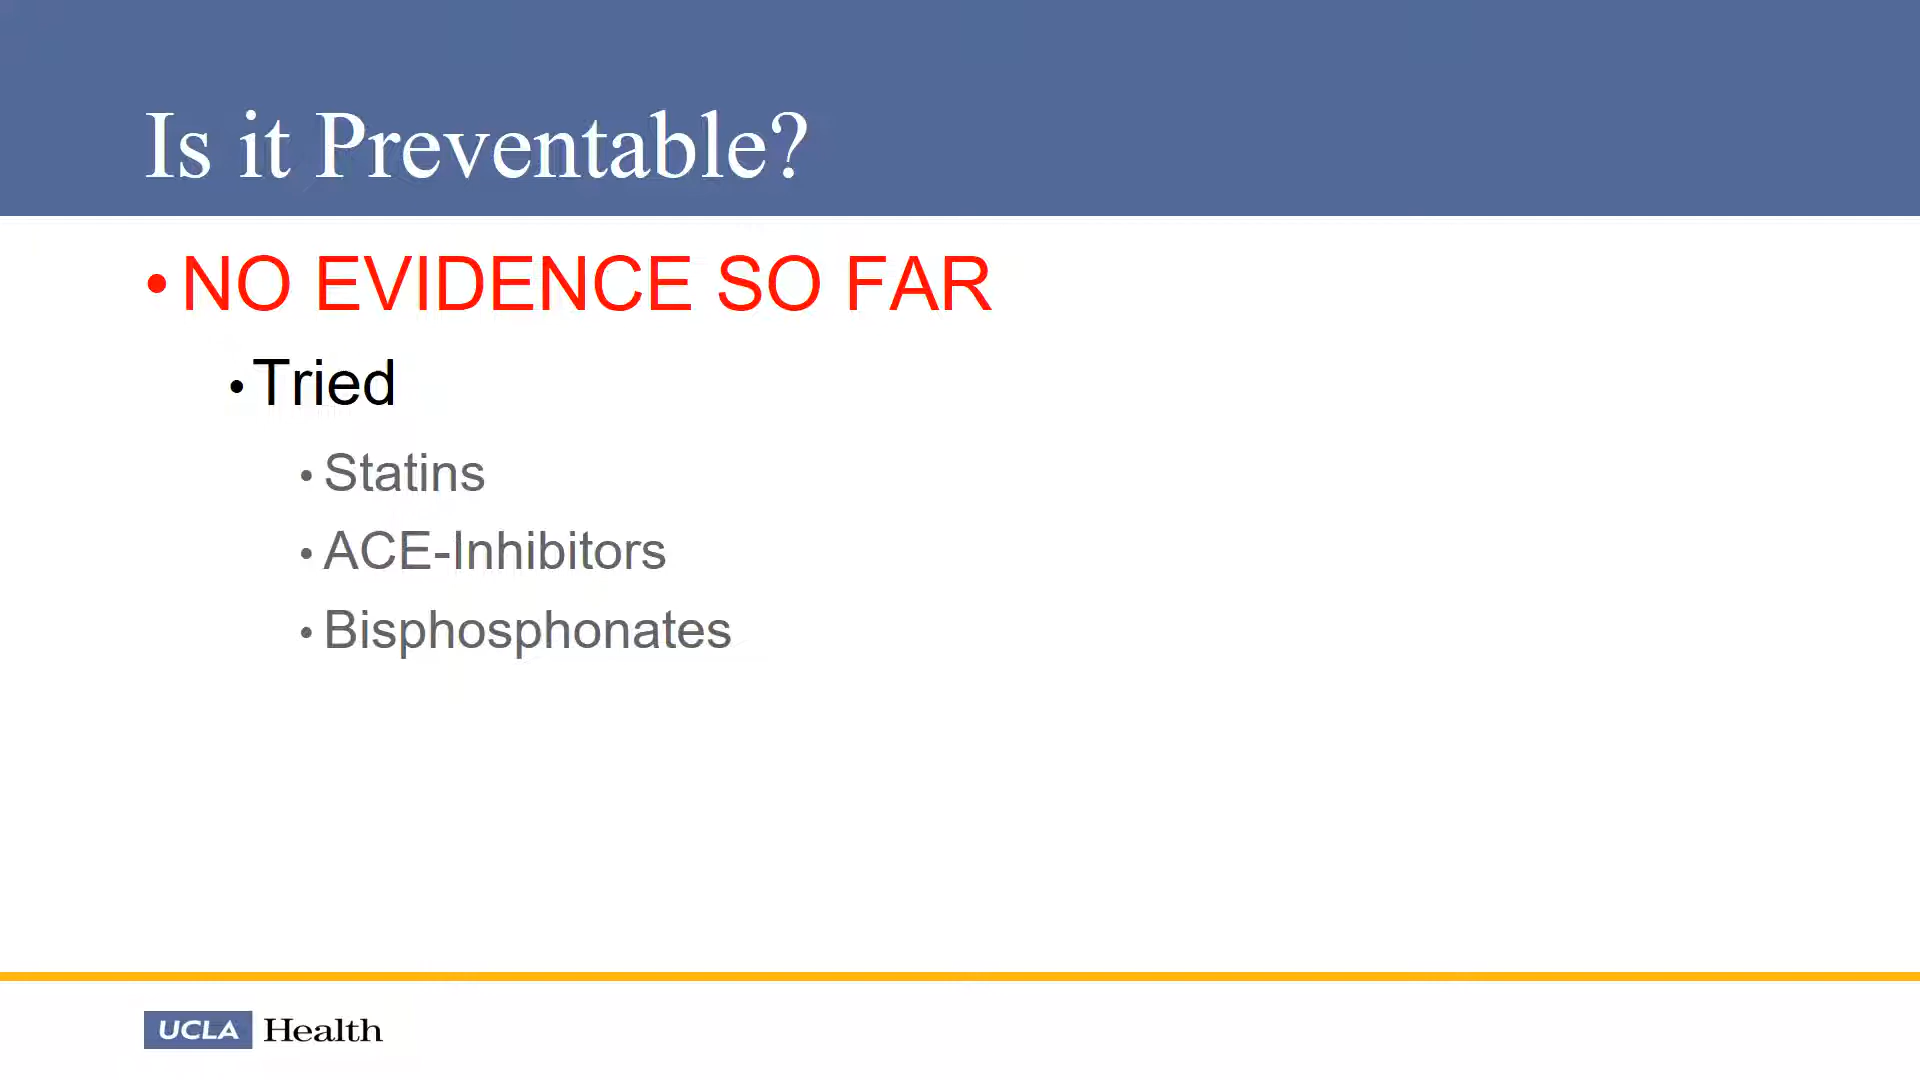 Is it Preventable?
• NO EVIDENCE SO FAR
• Tried
• Statins
• ACE-Inhibitors
• Bisphosphonates
UCLA Health